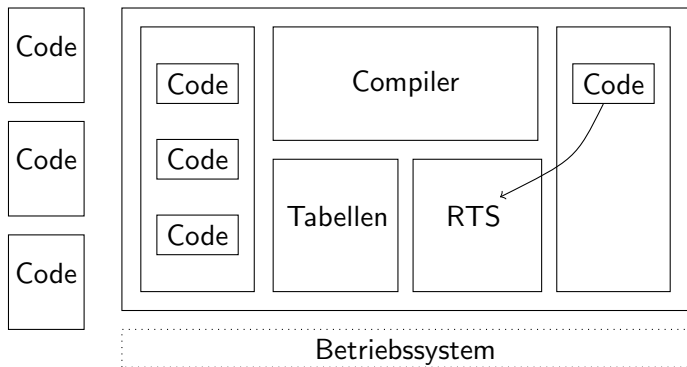 Code
Code
Code
Code
Code
Code
Compiler
Tabellen
RTS
Code
Betriebssystem